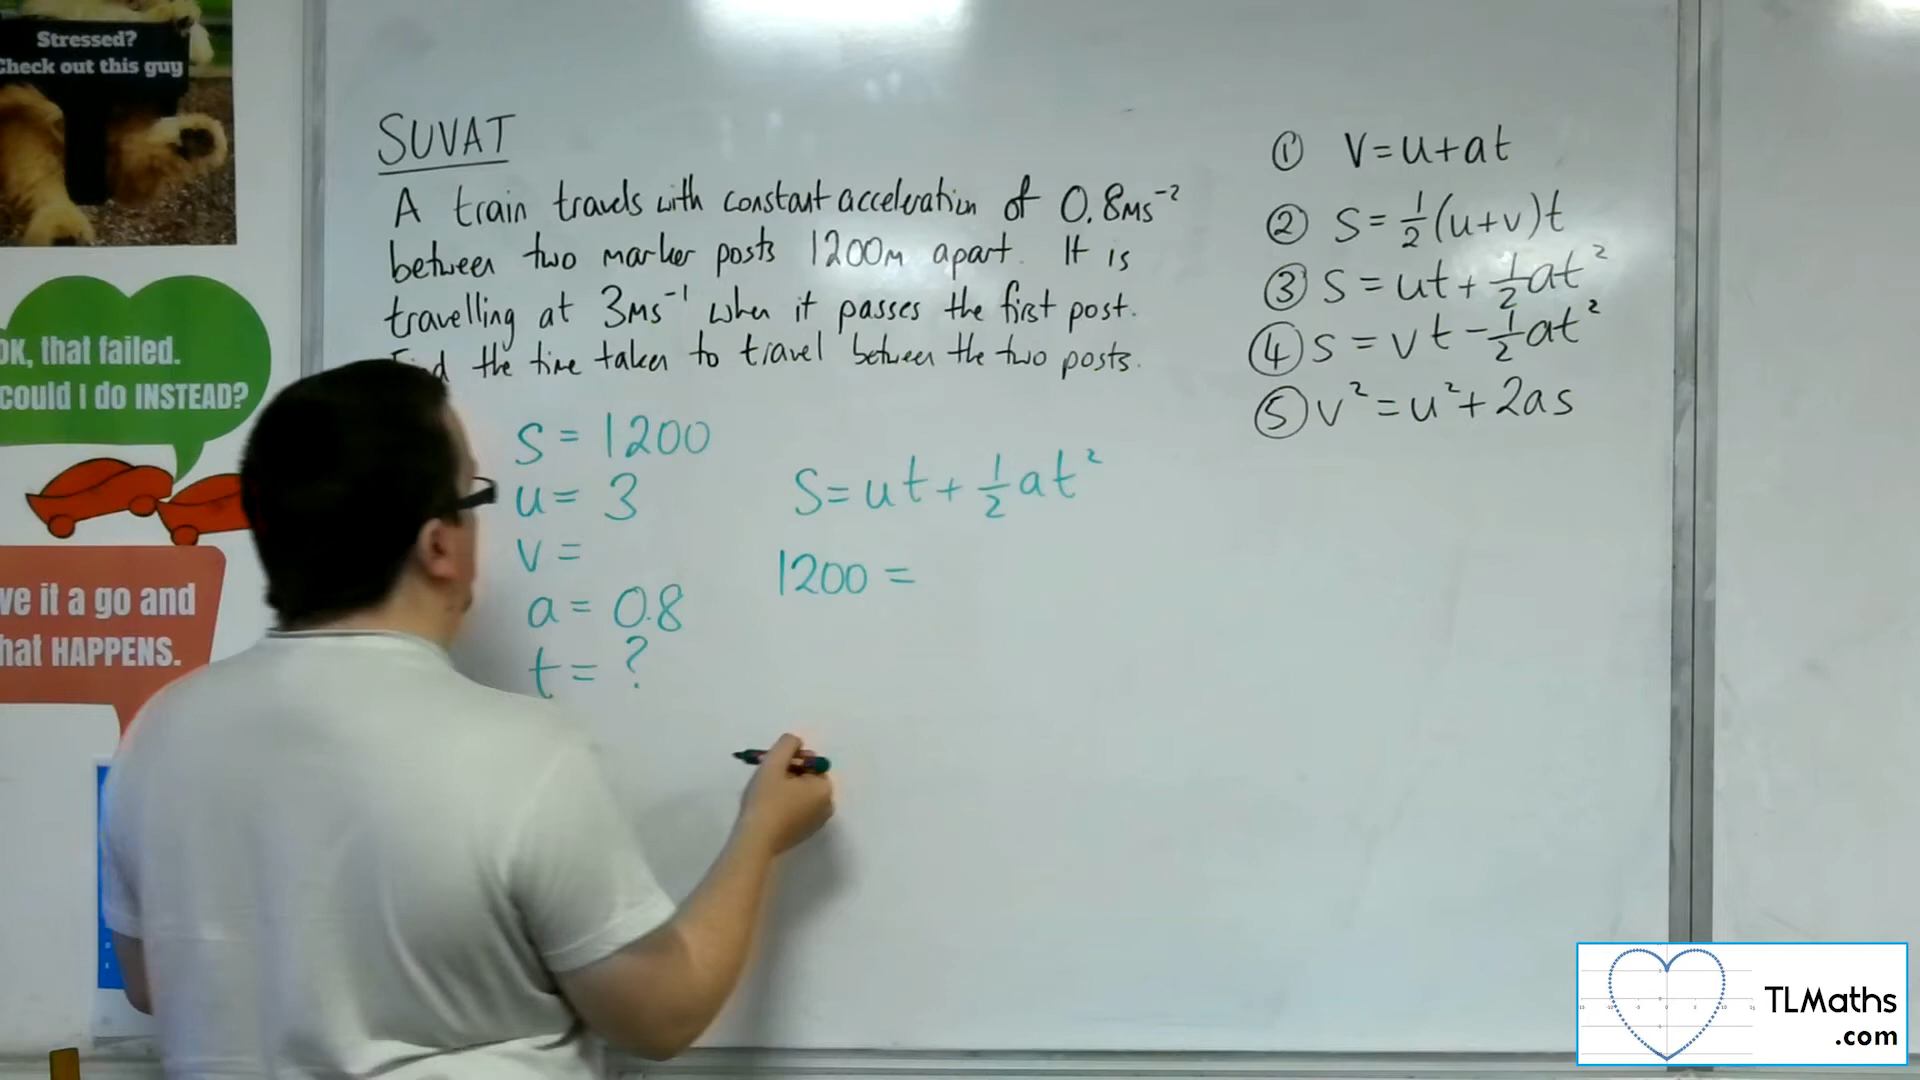 Stressed?
Check out this guy
OK, that failed.
could I do INSTEAD?
ve it a go and
hat HAPPENS.
SUVAT
A train travels with constant acceleration of 0.8ms⁻²
between two marker posts 1200m apart. It is
travelling at 3ms⁻¹ when it passes the first post.
Find the time taken to travel between the two posts.
S = 1200
u = 3
v =
a = 0.8
t = ?
S = ut + ½at²
1200 =
① v = u + at
② S = ½(u+v)t
③ S = ut + ½at²
④ S = vt - ½at²
⑤ v² = u² + 2as
TLMaths
.com